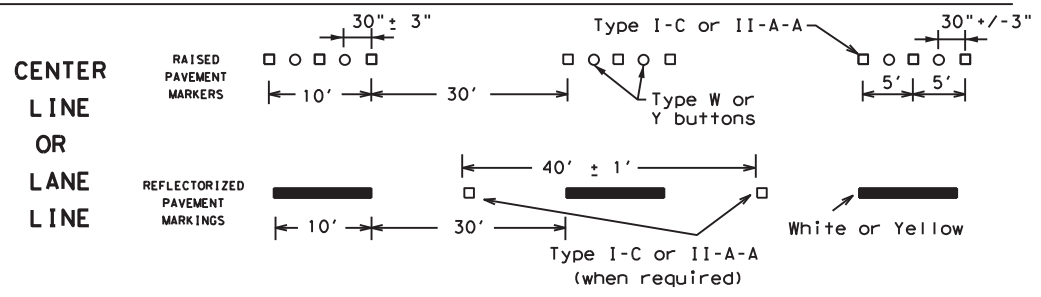 CENTER
LINE
OR
LANE
LINE
RAISED
PAVEMENT
MARKERS
30"± 3"
10'
30'
Type I-C or II-A-A
Type W or
Y buttons
30"+/-3"
5'
5'
REFLECTORIZED
PAVEMENT
MARKINGS
10'
30'
40' ± 1'
Type I-C or II-A-A
(when required)
White or Yellow